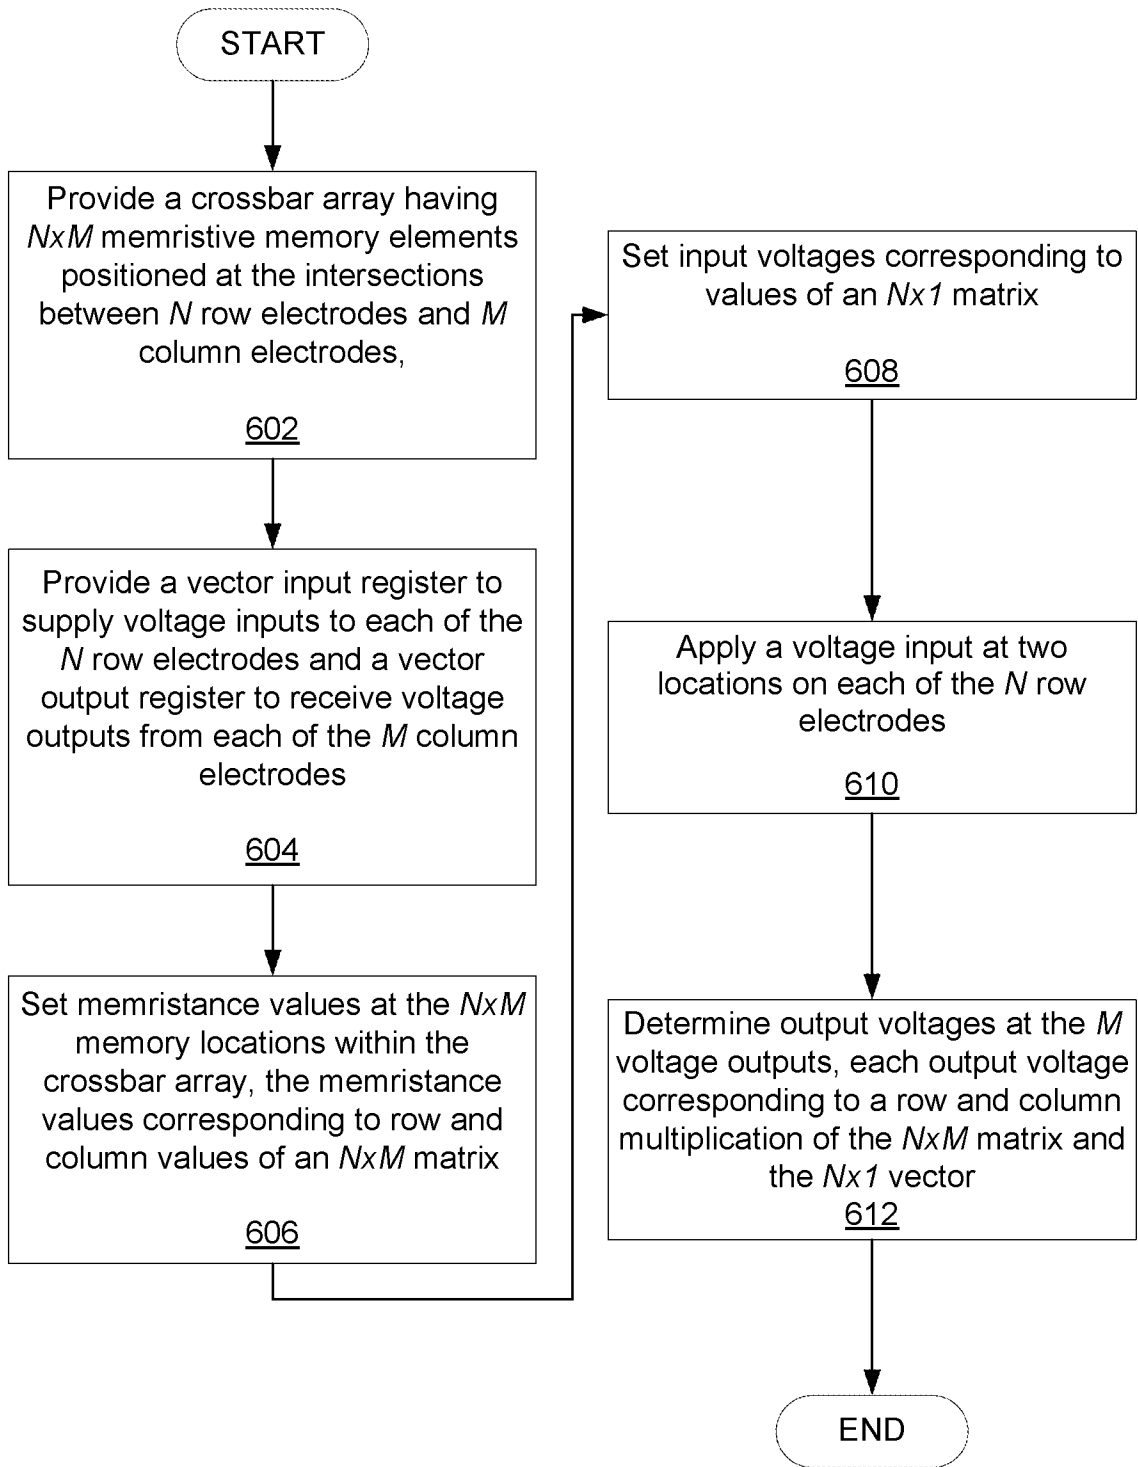 START
Provide a crossbar array having
NxM memristive memory elements
positioned at the intersections
between N row electrodes and M
column electrodes,
602
Provide a vector input register to
supply voltage inputs to each of the
N row electrodes and a vector
output register to receive voltage
outputs from each of the M column
electrodes
604
Set memristance values at the NxM
memory locations within the
crossbar array, the memristance
values corresponding to row and
column values of an NxM matrix
606
Set input voltages corresponding to
values of an Nx1 matrix
608
Apply a voltage input at two
locations on each of the N row
electrodes
610
Determine output voltages at the M
voltage outputs, each output voltage
corresponding to a row and column
multiplication of the NxM matrix and
the Nx1 vector
612
END